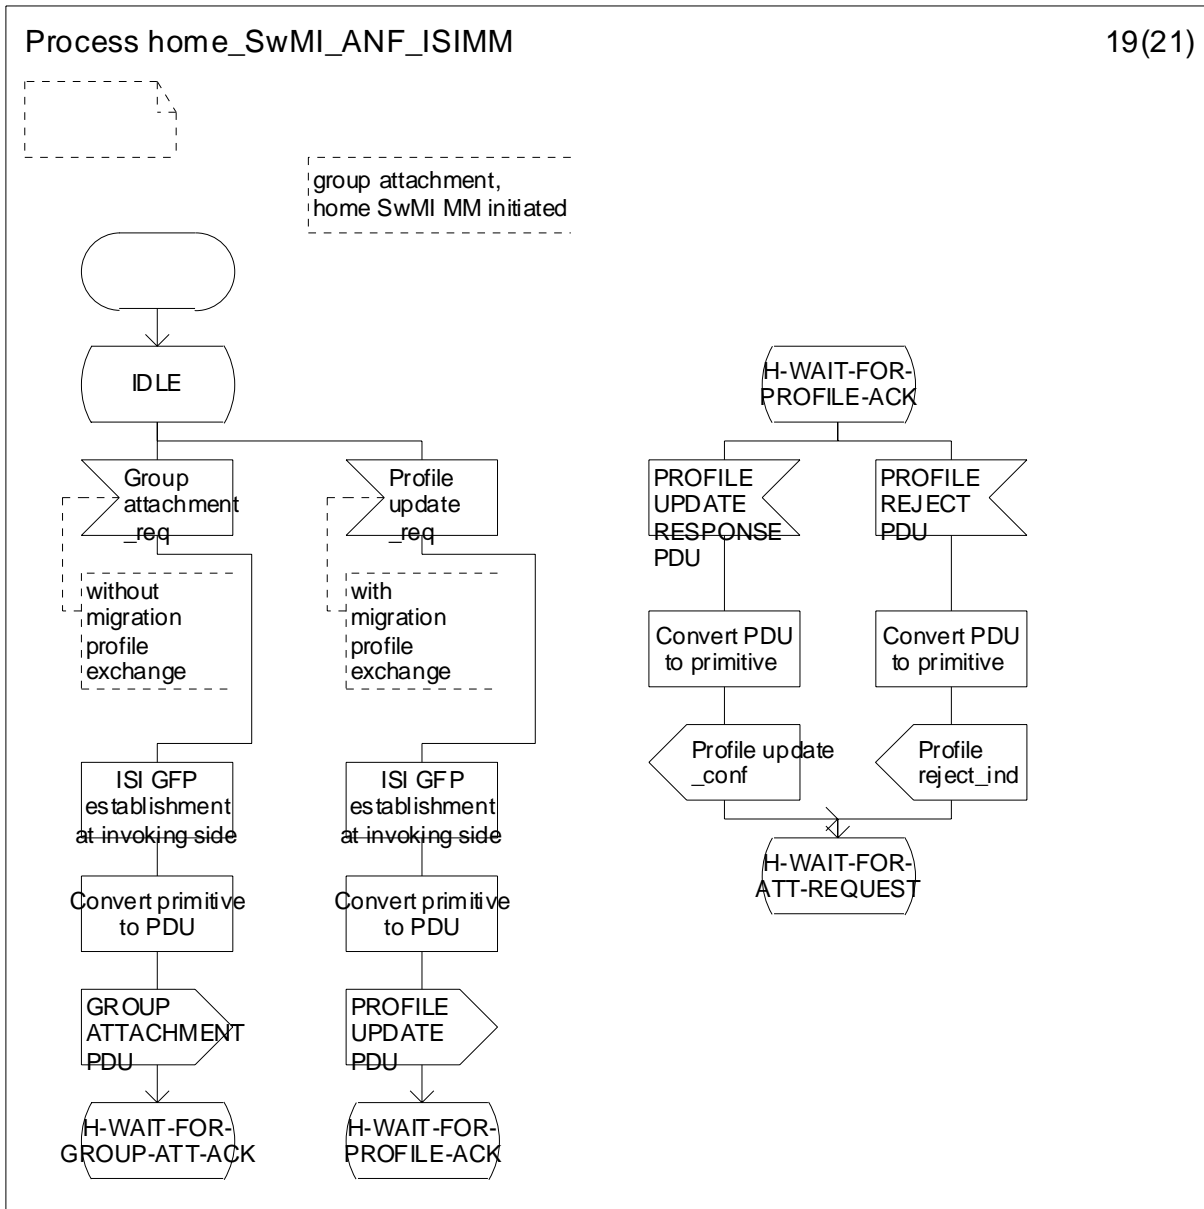 Process home_SwMI_ANF_ISIMM
19(21)
group attachment,
home SwMI MM initiated
IDLE
Group
attachment
_req
without
migration
profile
exchange
ISI GFP
establishment
at invoking side
Convert primitive
to PDU
GROUP
ATTACHMENT
PDU
H-WAIT-FOR-
GROUP-ATT-ACK
Profile
update
_req
with
migration
profile
exchange
ISI GFP
establishment
at invoking side
Convert primitive
to PDU
PROFILE
UPDATE
PDU
H-WAIT-FOR-
PROFILE-ACK
H-WAIT-FOR-
PROFILE-ACK
PROFILE
UPDATE
RESPONSE
PDU
Convert PDU
to primitive
Profile update
_conf
PROFILE
REJECT
PDU
Convert PDU
to primitive
Profile
reject_ind
H-WAIT-FOR-
ATT-REQUEST